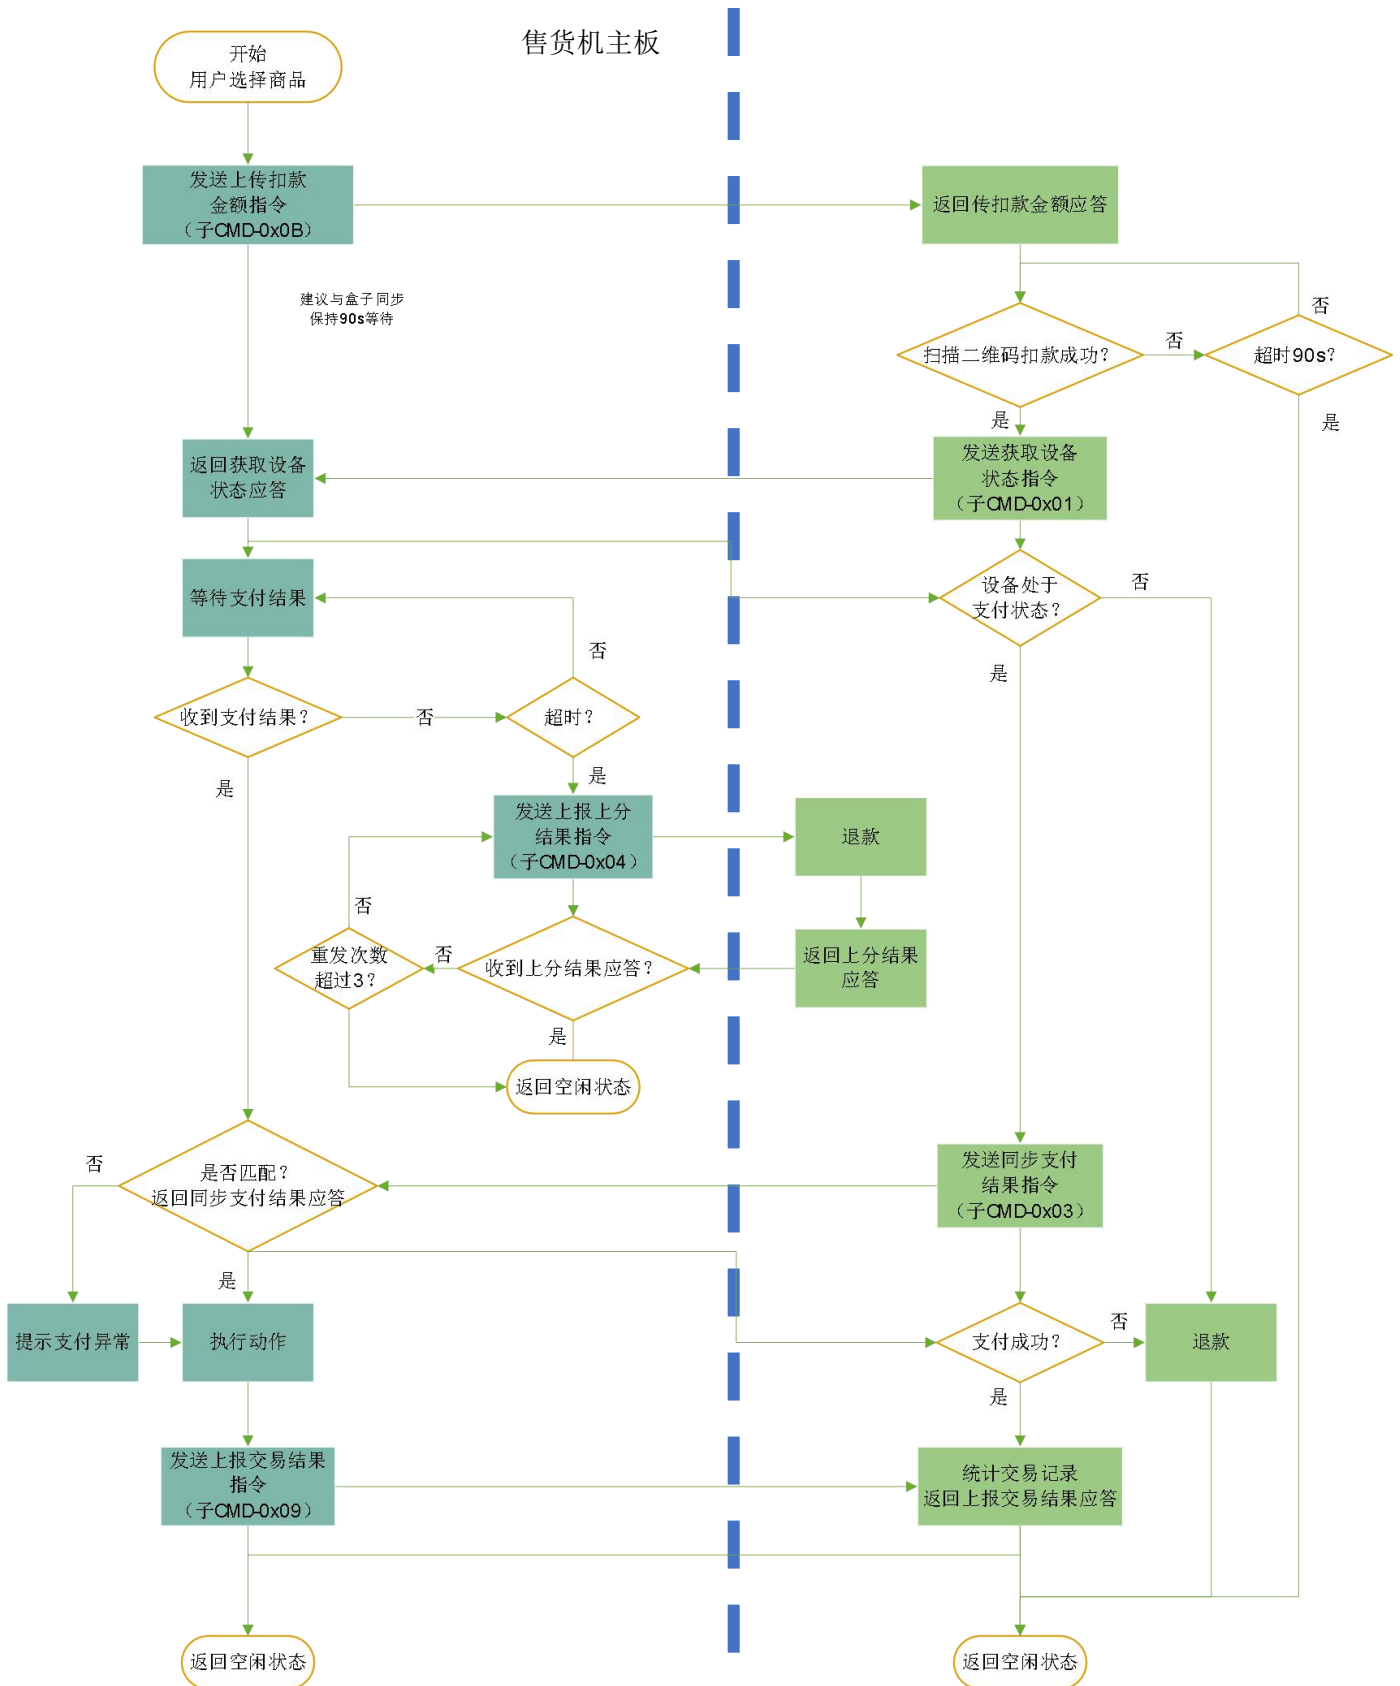 售货机主板
开始
用户选择商品
发送上传扣款
金额指令
（子CMD-0x0B）
返回传扣款金额应答
建议与盒子同步
保持90s等待
否
扫描二维码扣款成功？
否
超时90s？
是
是
返回获取设备
状态应答
发送获取设备
状态指令
（子CMD-0x01）
等待支付结果
设备处于
支付状态？
否
否
是
收到支付结果？
否
超时？
是
是
发送上报上分
结果指令
（子CMD-0x04）
退款
否
重发次数
超过3？
否
收到上分结果应答？
返回上分结果
应答
是
返回空闲状态
否
是否匹配？
返回同步支付结果应答
发送同步支付
结果指令
（子CMD-0x03）
是
提示支付异常
执行动作
支付成功？
否
退款
是
发送上报交易结果
指令
（子CMD-0x09）
统计交易记录
返回上报交易结果应答
返回空闲状态
返回空闲状态